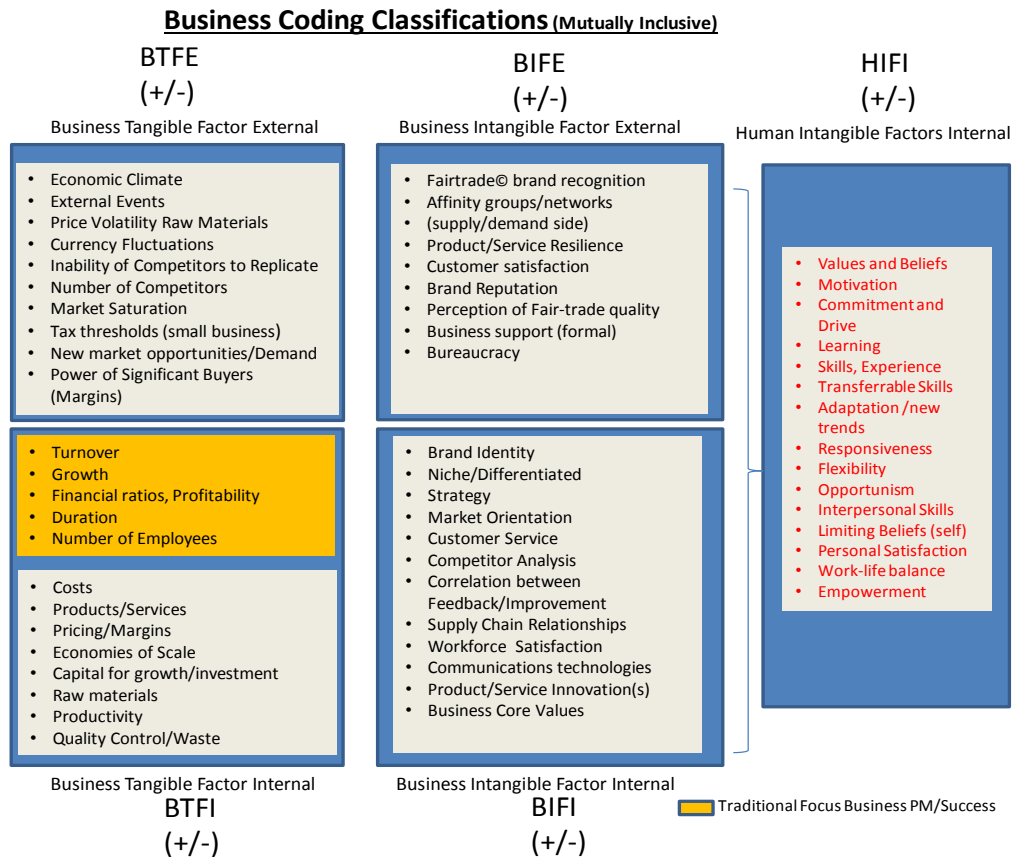 Business Coding Classifications (Mutually Inclusive)
BTFE
(+/-)
Business Tangible Factor External
• Economic Climate
• External Events
• Price Volatility Raw Materials
• Currency Fluctuations
• Inability of Competitors to Replicate
• Number of Competitors
• Market Saturation
• Tax thresholds (small business)
• New market opportunities/Demand
• Power of Significant Buyers
(Margins)
• Turnover
• Growth
• Financial ratios, Profitability
• Duration
• Number of Employees
• Costs
• Products/Services
• Pricing/Margins
• Economies of Scale
• Capital for growth/investment
• Raw materials
• Productivity
• Quality Control/Waste
Business Tangible Factor Internal
BTFI
(+/-)
BIFE
(+/-)
Business Intangible Factor External
• Fairtrade© brand recognition
• Affinity groups/networks
• (supply/demand side)
• Product/Service Resilience
• Customer satisfaction
• Brand Reputation
• Perception of Fair-trade quality
• Business support (formal)
• Bureaucracy
• Brand Identity
• Niche/Differentiated
• Strategy
• Market Orientation
• Customer Service
• Competitor Analysis
• Correlation between
Feedback/Improvement
• Supply Chain Relationships
• Workforce Satisfaction
• Communications technologies
• Product/Service Innovation(s)
• Business Core Values
Business Intangible Factor Internal
BIFI
(+/-)
HIFI
(+/-)
Human Intangible Factors Internal
• Values and Beliefs
• Motivation
• Commitment and
Drive
• Learning
• Skills, Experience
• Transferrable Skills
• Adaptation /new
trends
• Responsiveness
• Flexibility
• Opportunism
• Interpersonal Skills
• Limiting Beliefs (self)
• Personal Satisfaction
• Work-life balance
• Empowerment
Traditional Focus Business PM/Success